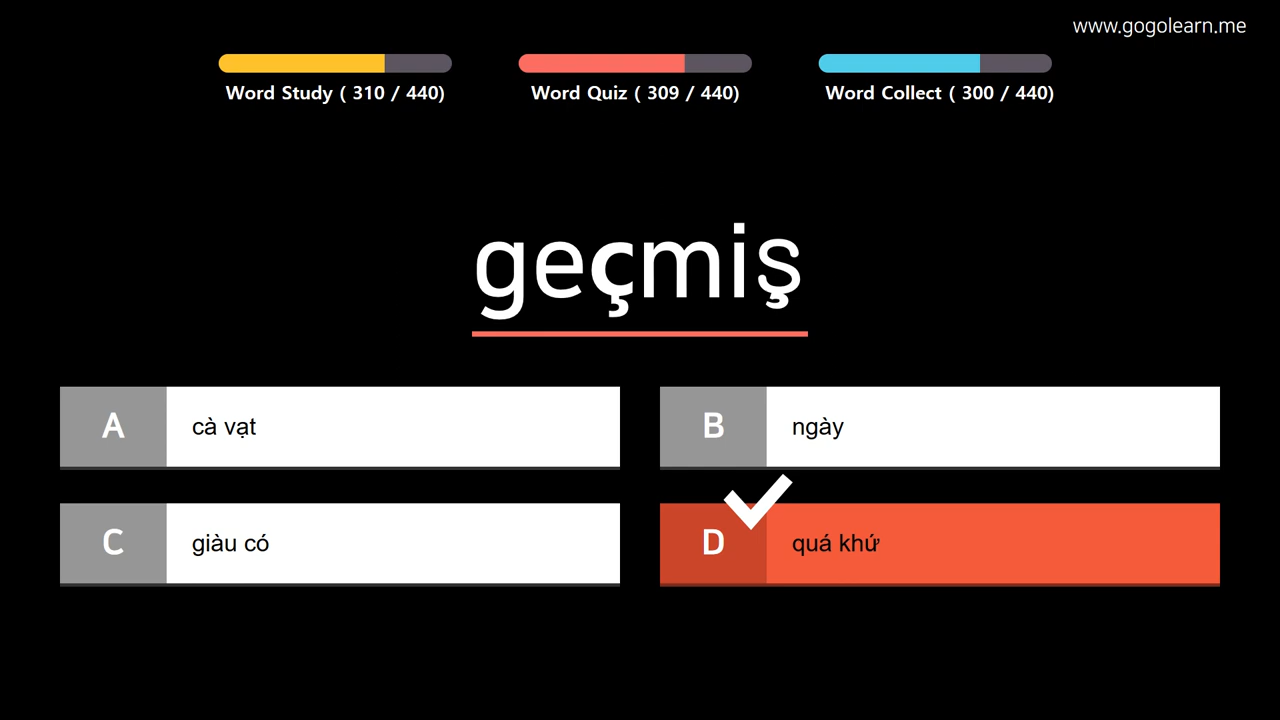 www.gogolearn.me
Word Study ( 310 / 440)
Word Quiz ( 309 / 440)
Word Collect ( 300 / 440)
geçmiş
A cà vạt
B ngày
C giàu có
D quá khứ